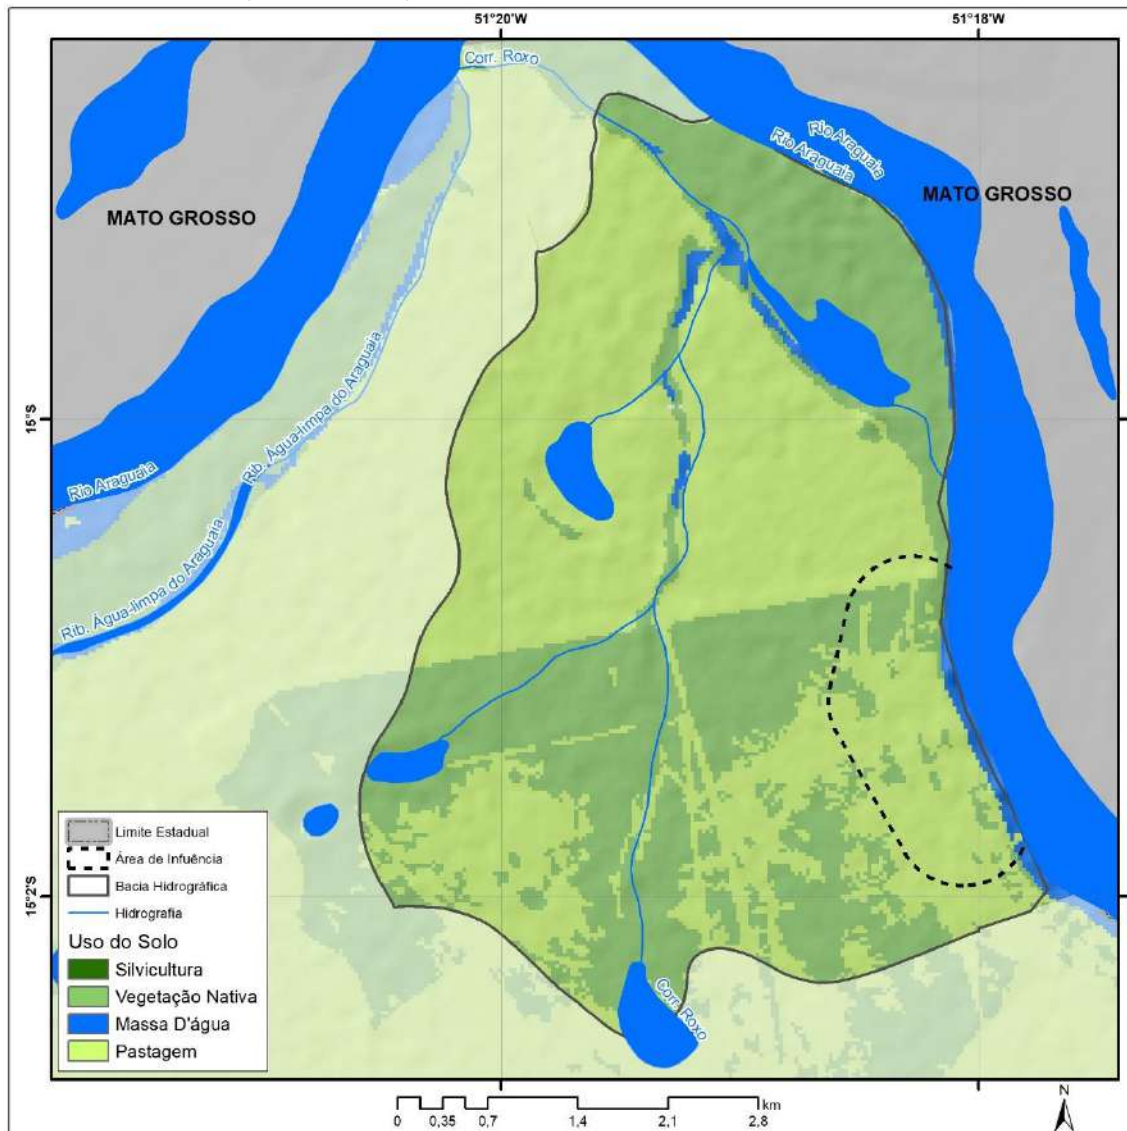 51°20'W
51°18'W
Corr. Roxo
Rio Araguaia
Rio Araguaia
MATO GROSSO
MATO GROSSO
15°S
Rib. Água-limpa do Araguaia
Rio Araguaia
Rib. Água-limpa do Araguaia
15°2'S
Corr. Roxo
Limite Estadual
Área de Infuência
Bacia Hidrográfica
Hidrografia
Uso do Solo
Silvicultura
Vegetação Nativa
Massa D'água
Pastagem
0 0,35 0,7 1,4 2,1 2,8 km
N